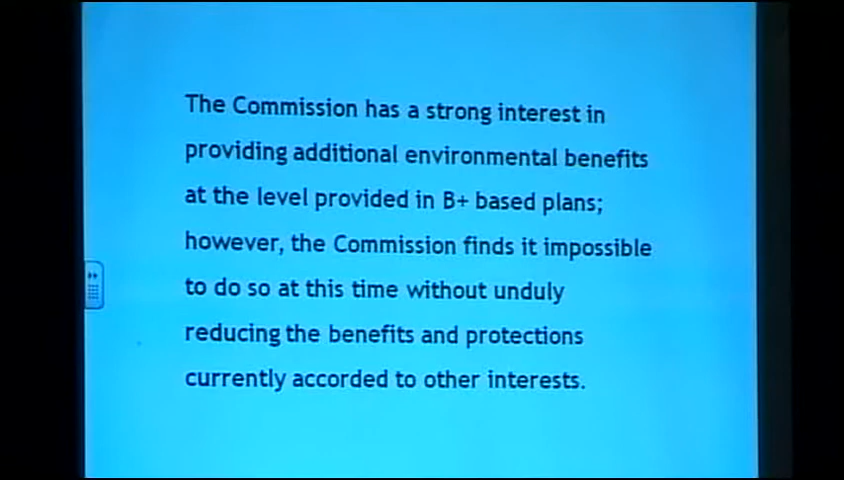 The Commission has a strong interest in
providing additional environmental benefits
at the level provided in B+ based plans;
however, the Commission finds it impossible
to do so at this time without unduly
reducing the benefits and protections
currently accorded to other interests.